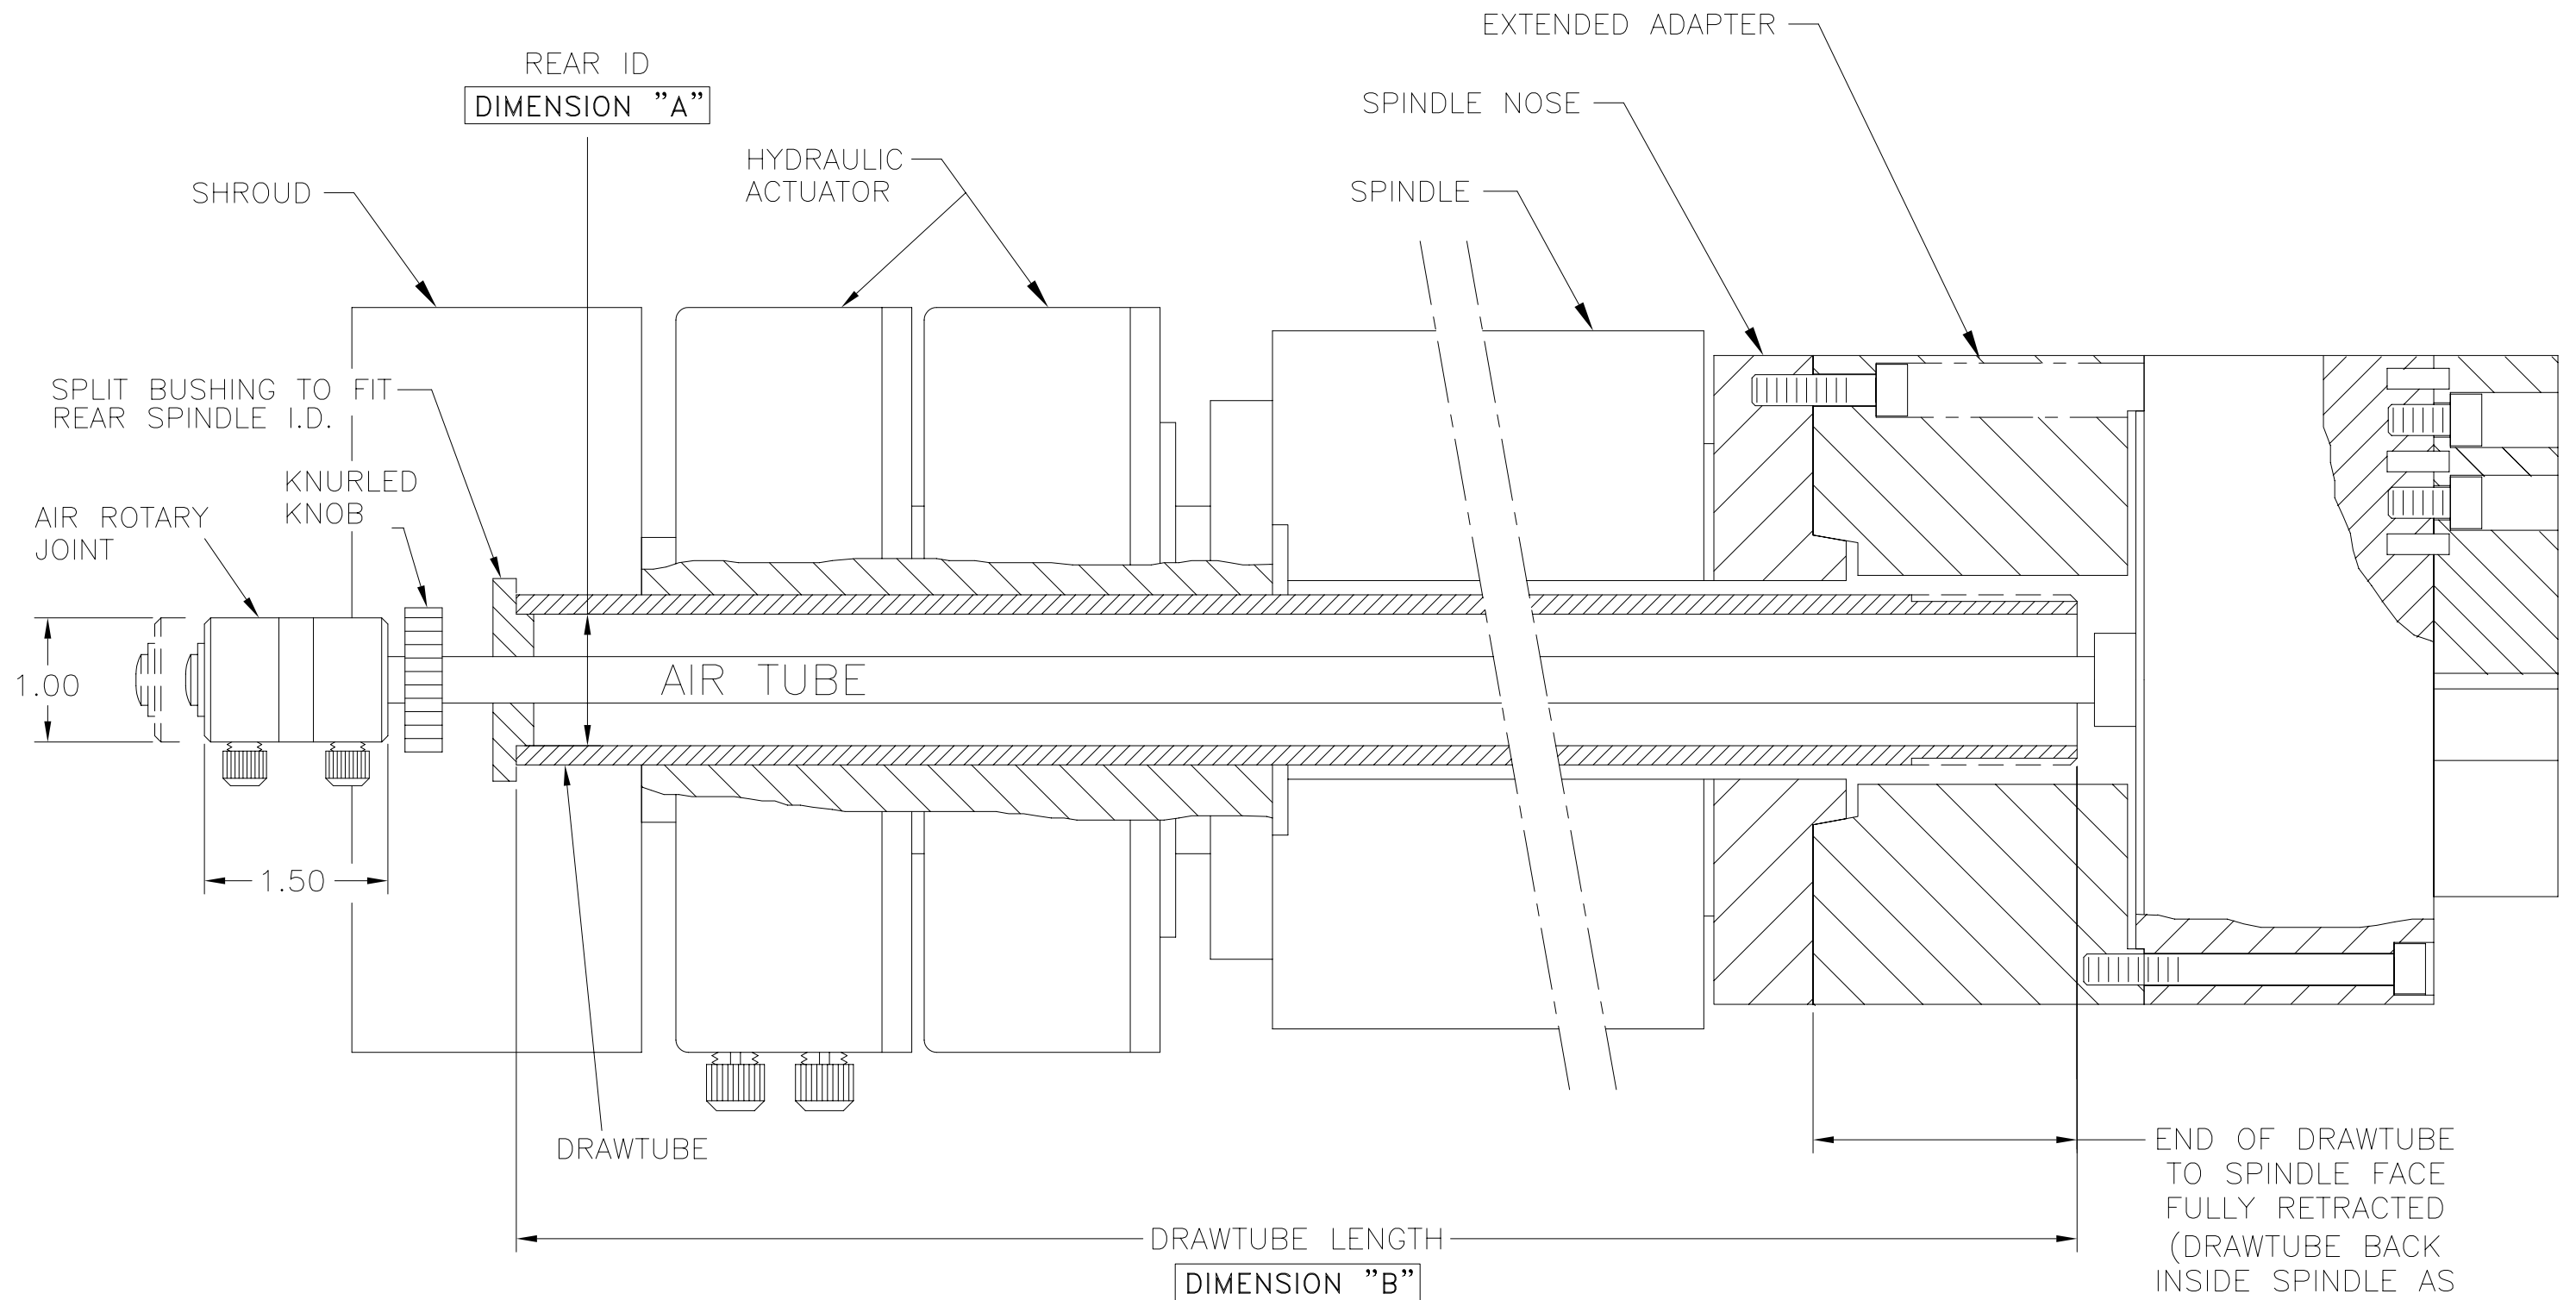 EXTENDED ADAPTER
REAR ID
DIMENSION "A"
SPINDLE NOSE
HYDRAULIC
ACTUATOR
SHROUD
SPINDLE
SPLIT BUSHING TO FIT
REAR SPINDLE I.D.
KNURLED
KNOB
AIR ROTARY
JOINT
1.00
AIR TUBE
1.50
DRAWTUBE
END OF DRAWTUBE
TO SPINDLE FACE
FULLY RETRACTED
(DRAWTUBE BACK
INSIDE SPINDLE AS
DRAWTUBE LENGTH
DIMENSION "B"